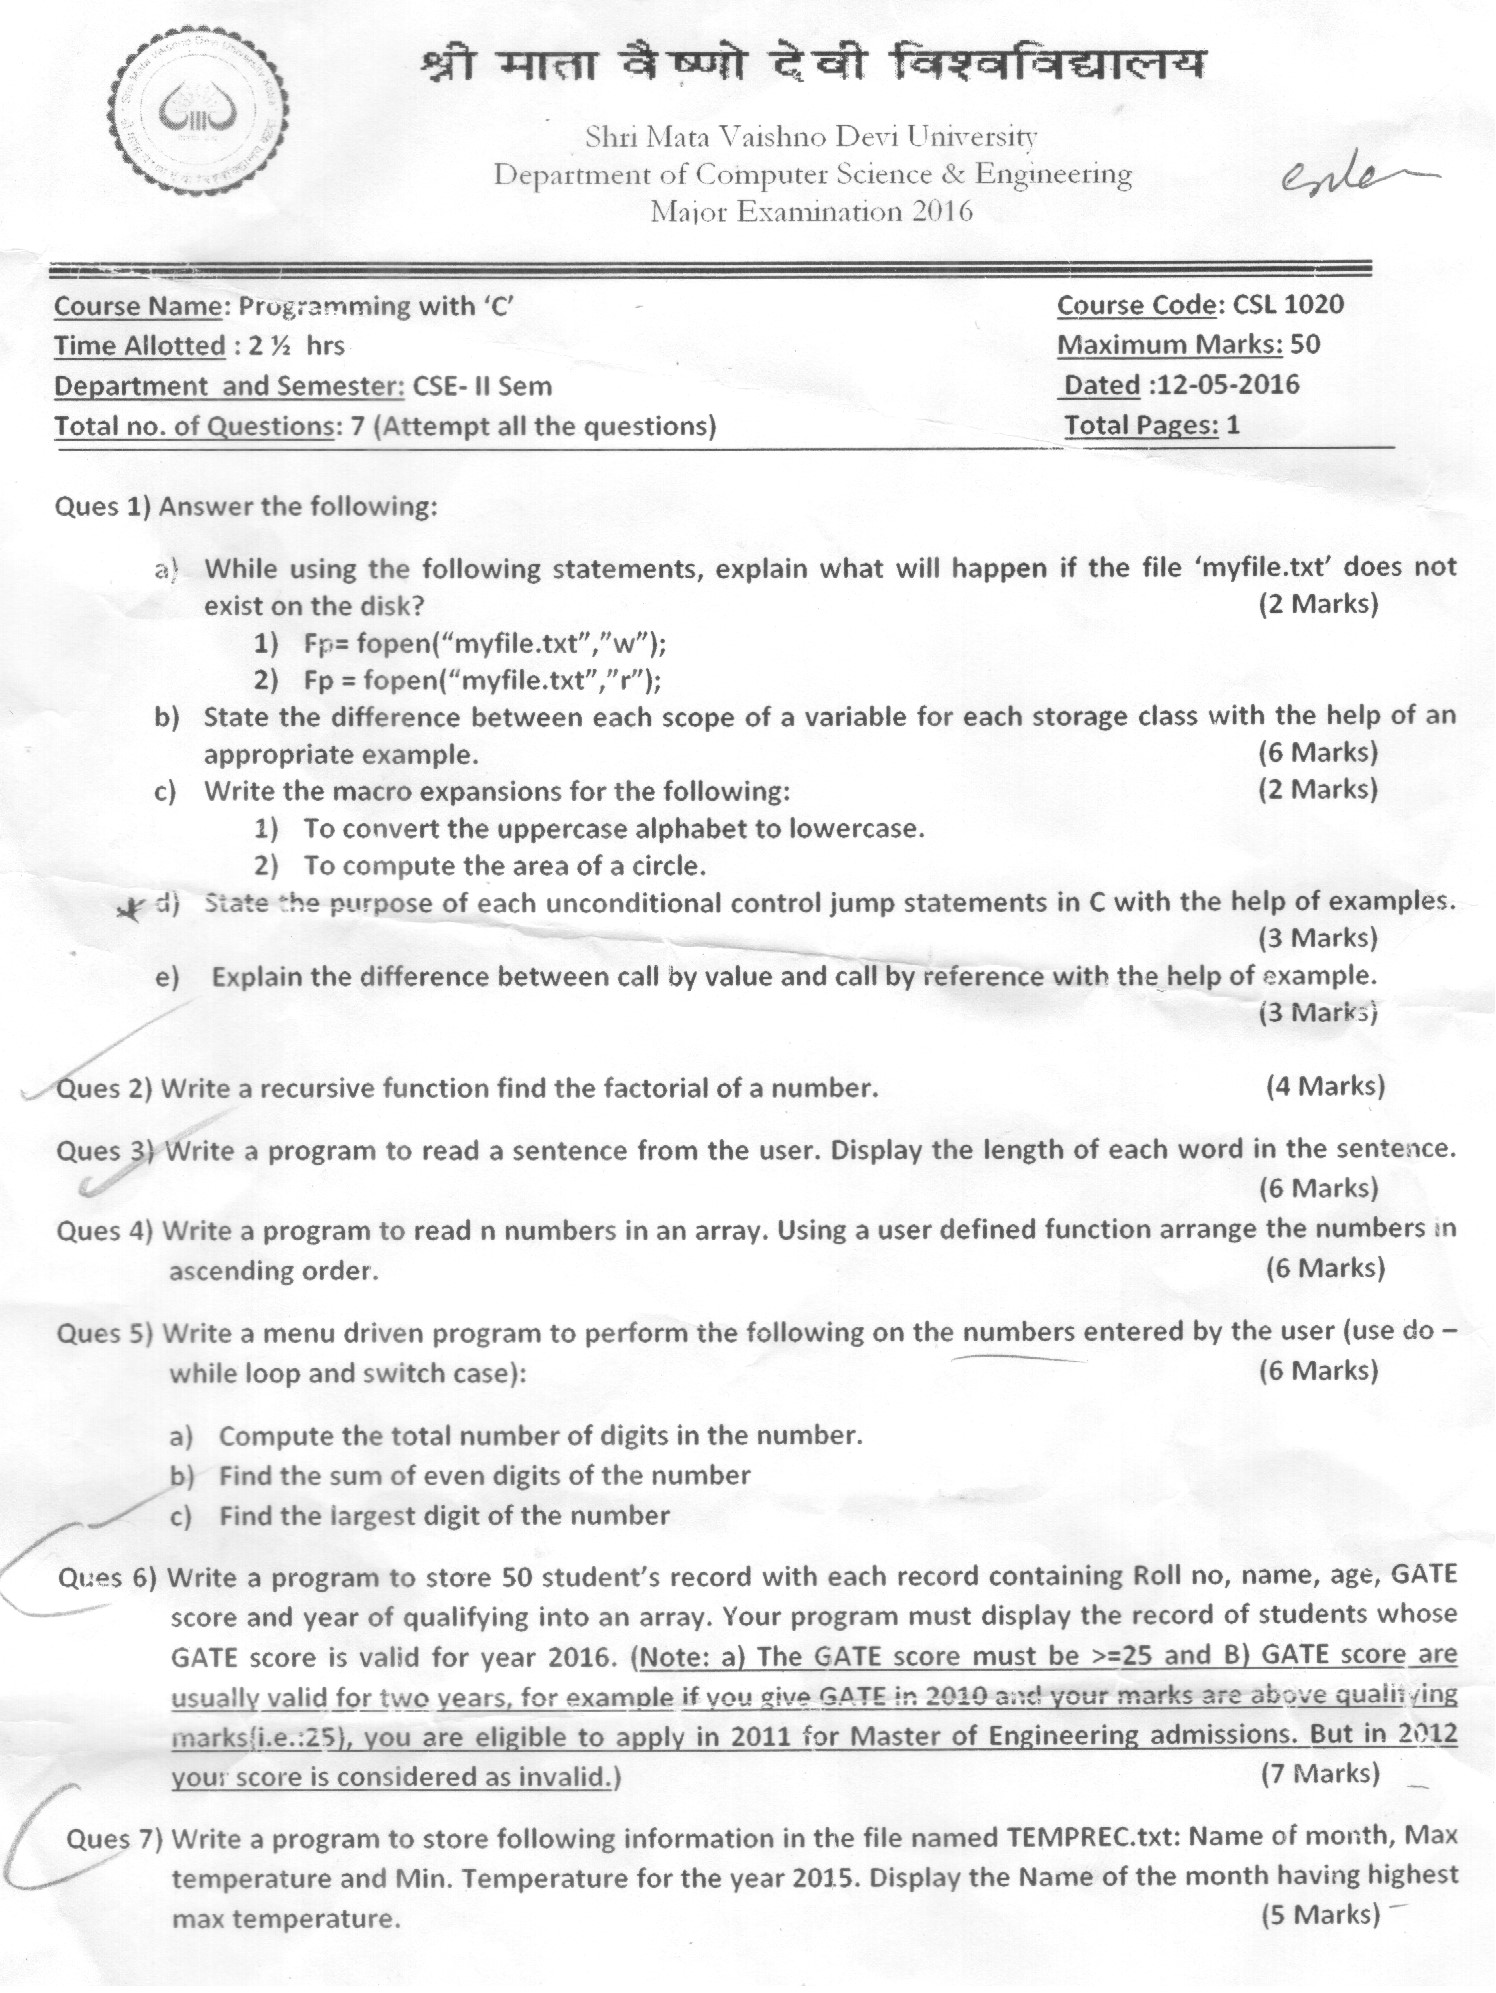 श्री माता वैष्णो देवी विश्वविद्यालय
Shri Mata Vaishno Devi University
Department of Computer Science & Engineering
Major Examination 2016
Course Name: Programming with ‘C’ Course Code: CSL 1020
Time Allotted : 2 ½ hrs Maximum Marks: 50
Department and Semester: CSE- II Sem Dated :12-05-2016
Total no. of Questions: 7 (Attempt all the questions) Total Pages: 1
Ques 1) Answer the following:
a) While using the following statements, explain what will happen if the file ‘myfile.txt’ does not
exist on the disk? (2 Marks)
1) Fp= fopen(“myfile.txt”,”w”);
2) Fp = fopen(“myfile.txt”,”r”);
b) State the difference between each scope of a variable for each storage class with the help of an
appropriate example. (6 Marks)
c) Write the macro expansions for the following: (2 Marks)
1) To convert the uppercase alphabet to lowercase.
2) To compute the area of a circle.
d) State the purpose of each unconditional control jump statements in C with the help of examples.
(3 Marks)
e) Explain the difference between call by value and call by reference with the help of example.
(3 Marks)
Ques 2) Write a recursive function find the factorial of a number. (4 Marks)
Ques 3) Write a program to read a sentence from the user. Display the length of each word in the sentence.
(6 Marks)
Ques 4) Write a program to read n numbers in an array. Using a user defined function arrange the numbers in
ascending order. (6 Marks)
Ques 5) Write a menu driven program to perform the following on the numbers entered by the user (use do –
while loop and switch case): (6 Marks)
a) Compute the total number of digits in the number.
b) Find the sum of even digits of the number
c) Find the largest digit of the number
Ques 6) Write a program to store 50 student’s record with each record containing Roll no, name, age, GATE
score and year of qualifying into an array. Your program must display the record of students whose
GATE score is valid for year 2016. (Note: a) The GATE score must be >=25 and B) GATE score are
usually valid for two years, for example if you give GATE in 2010 and your marks are above qualifying
marks(i.e.:25), you are eligible to apply in 2011 for Master of Engineering admissions. But in 2012
your score is considered as invalid.) (7 Marks)
Ques 7) Write a program to store following information in the file named TEMPREC.txt: Name of month, Max
temperature and Min. Temperature for the year 2015. Display the Name of the month having highest
max temperature. (5 Marks)